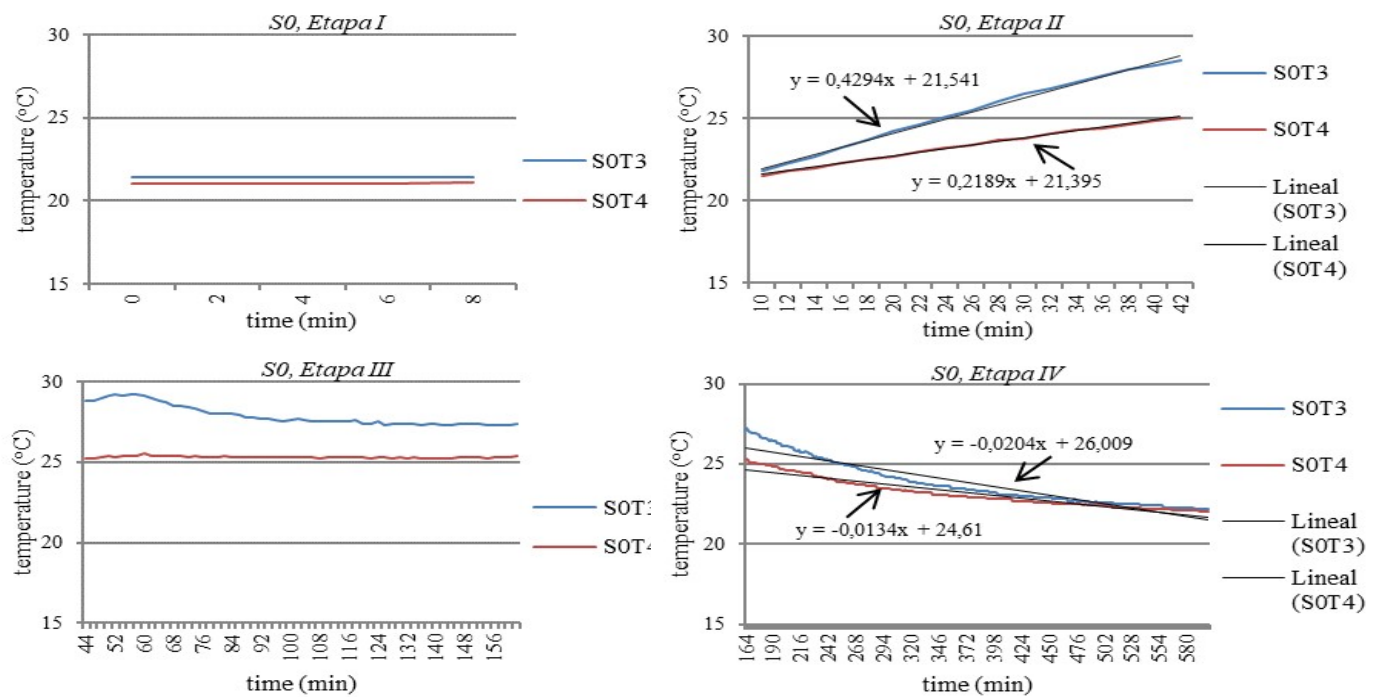 S0, Etapa I
30
25
20
15
temperature (°C)
0 2 4 6 8
time (min)
S0T3
S0T4
S0, Etapa II
30
25
20
15
temperature (°C)
y = 0,4294x + 21,541
y = 0,2189x + 21,395
10 12 14 16 18 20 22 24 26 28 30 32 34 36 38 40 42
time (min)
S0T3
S0T4
Lineal
(S0T3)
Lineal
(S0T4)
S0, Etapa III
30
25
20
15
temperature (°C)
44 52 60 68 76 84 92 100 108 116 124 132 140 148 156
time (min)
S0T3
S0T4
S0, Etapa IV
30
25
20
15
temperature (°C)
y = -0,0204x + 26,009
y = -0,0134x + 24,61
164 190 216 242 268 294 320 346 372 398 424 450 476 502 528 554 580
time (min)
S0T3
S0T4
Lineal
(S0T3)
Lineal
(S0T4)